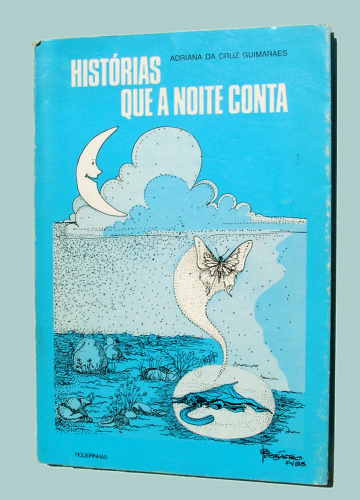 ADRIANA DA CRUZ GUIMARÃES
HISTÓRIAS
QUE A NOITE CONTA
FIGUEIRINHAS